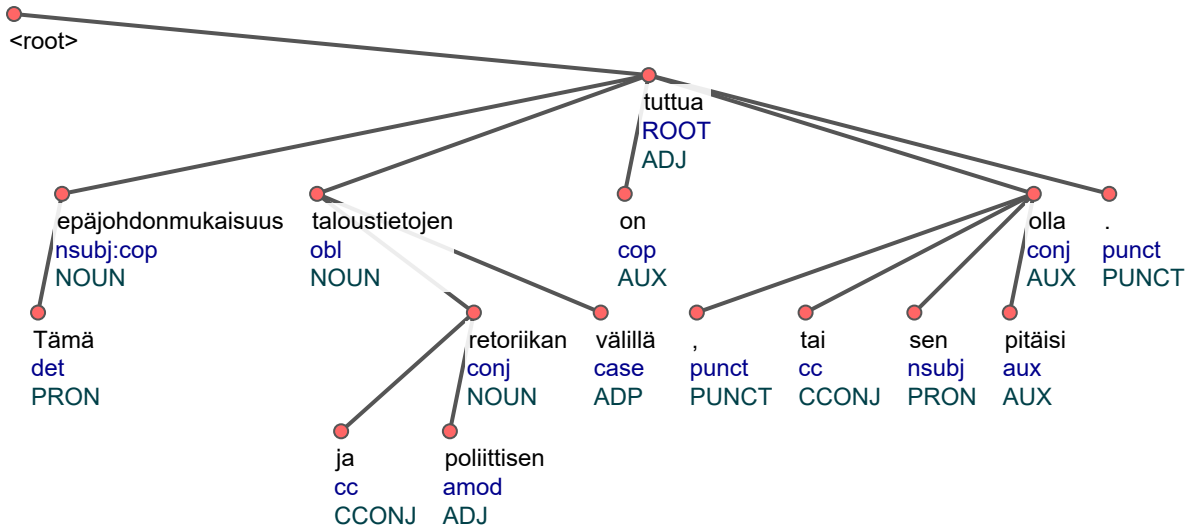 <root>
tuttua
ROOT
ADJ
epäjohdonmukaisuus
nsubj:cop
NOUN
taloustietojen
obl
NOUN
on
cop
AUX
olla
conj
AUX
.
punct
PUNCT
Tämä
det
PRON
retoriikan
conj
NOUN
välillä
case
ADP
,
punct
PUNCT
tai
cc
CCONJ
sen
nsubj
PRON
pitäisi
aux
AUX
ja
cc
CCONJ
poliittisen
amod
ADJ